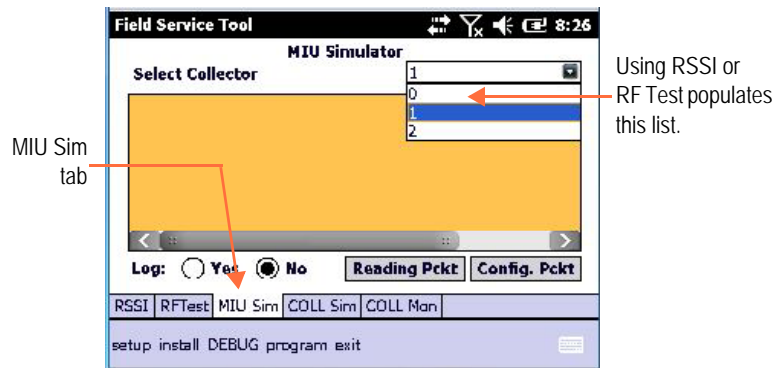 Field Service Tool 8:26
MIU Simulator
Select Collector 1
0
1
2
Using RSSI or
RF Test populates
this list.
MIU Sim
tab
Log: Yes No Reading Pckt Config. Pckt
RSSI RFTest MIU Sim COLL Sim COLL Man
setup install DEBUG program exit